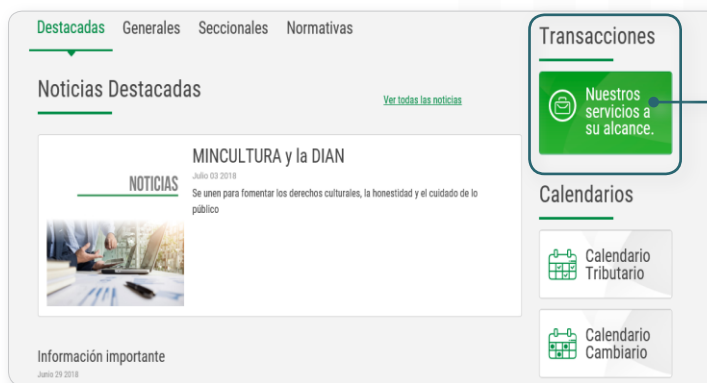 Destacadas Generales Seccionales Normativas
Noticias Destacadas
Ver todas las noticias
NOTICIAS
MINCULTURA y la DIAN
Julio 03 2018
Se unen para fomentar los derechos culturales, la honestidad y el cuidado de lo
público
Información importante
Junio 29 2018
Transacciones
Nuestros
servicios a
su alcance.
Calendarios
Calendario
Tributario
Calendario
Cambiario